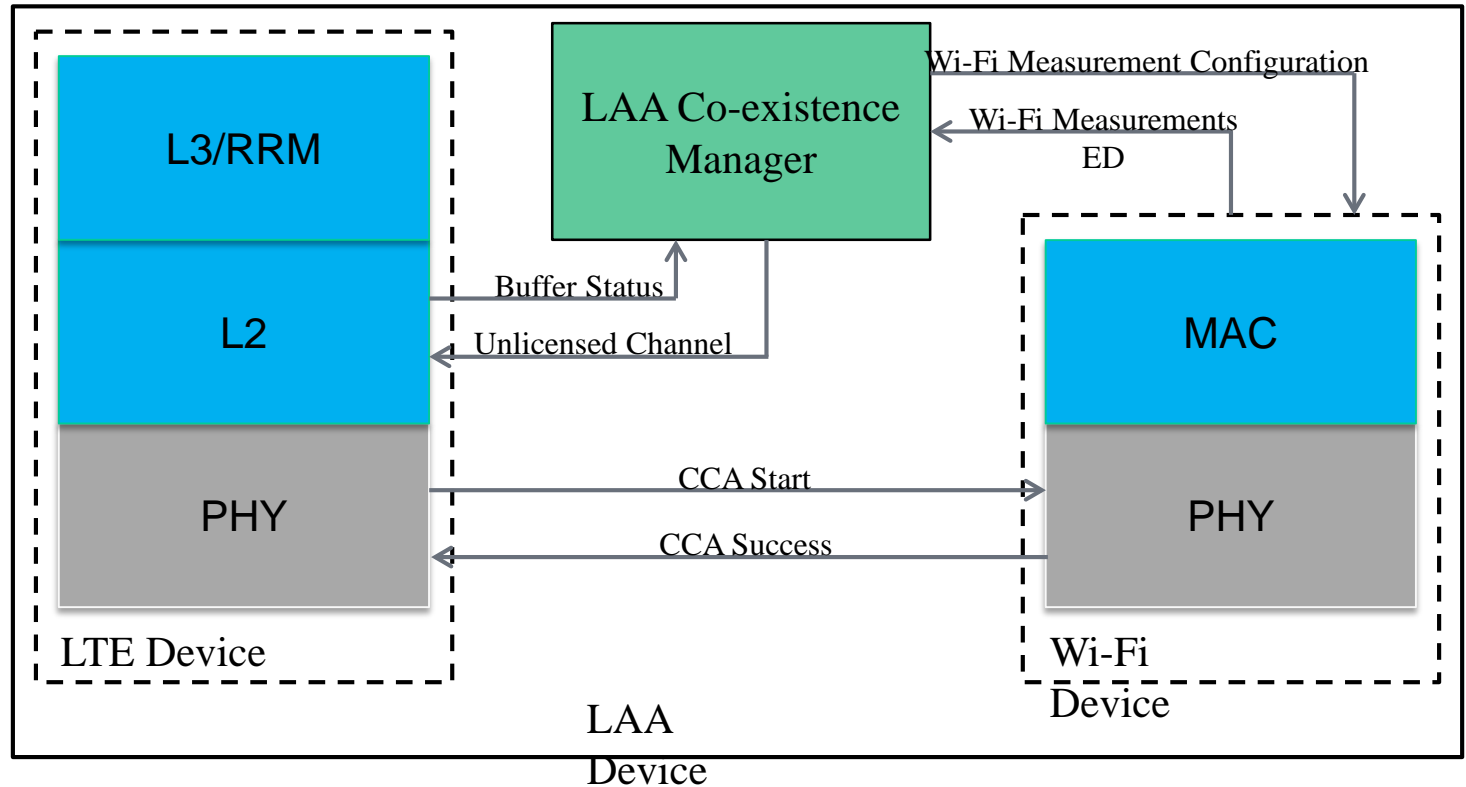 LAA Co-existence
Manager
Wi-Fi Measurement Configuration
Wi-Fi Measurements
ED
L3/RRM
L2
PHY
LTE Device
Buffer Status
Unlicensed Channel
CCA Start
CCA Success
MAC
PHY
Wi-Fi
Device
LAA
Device